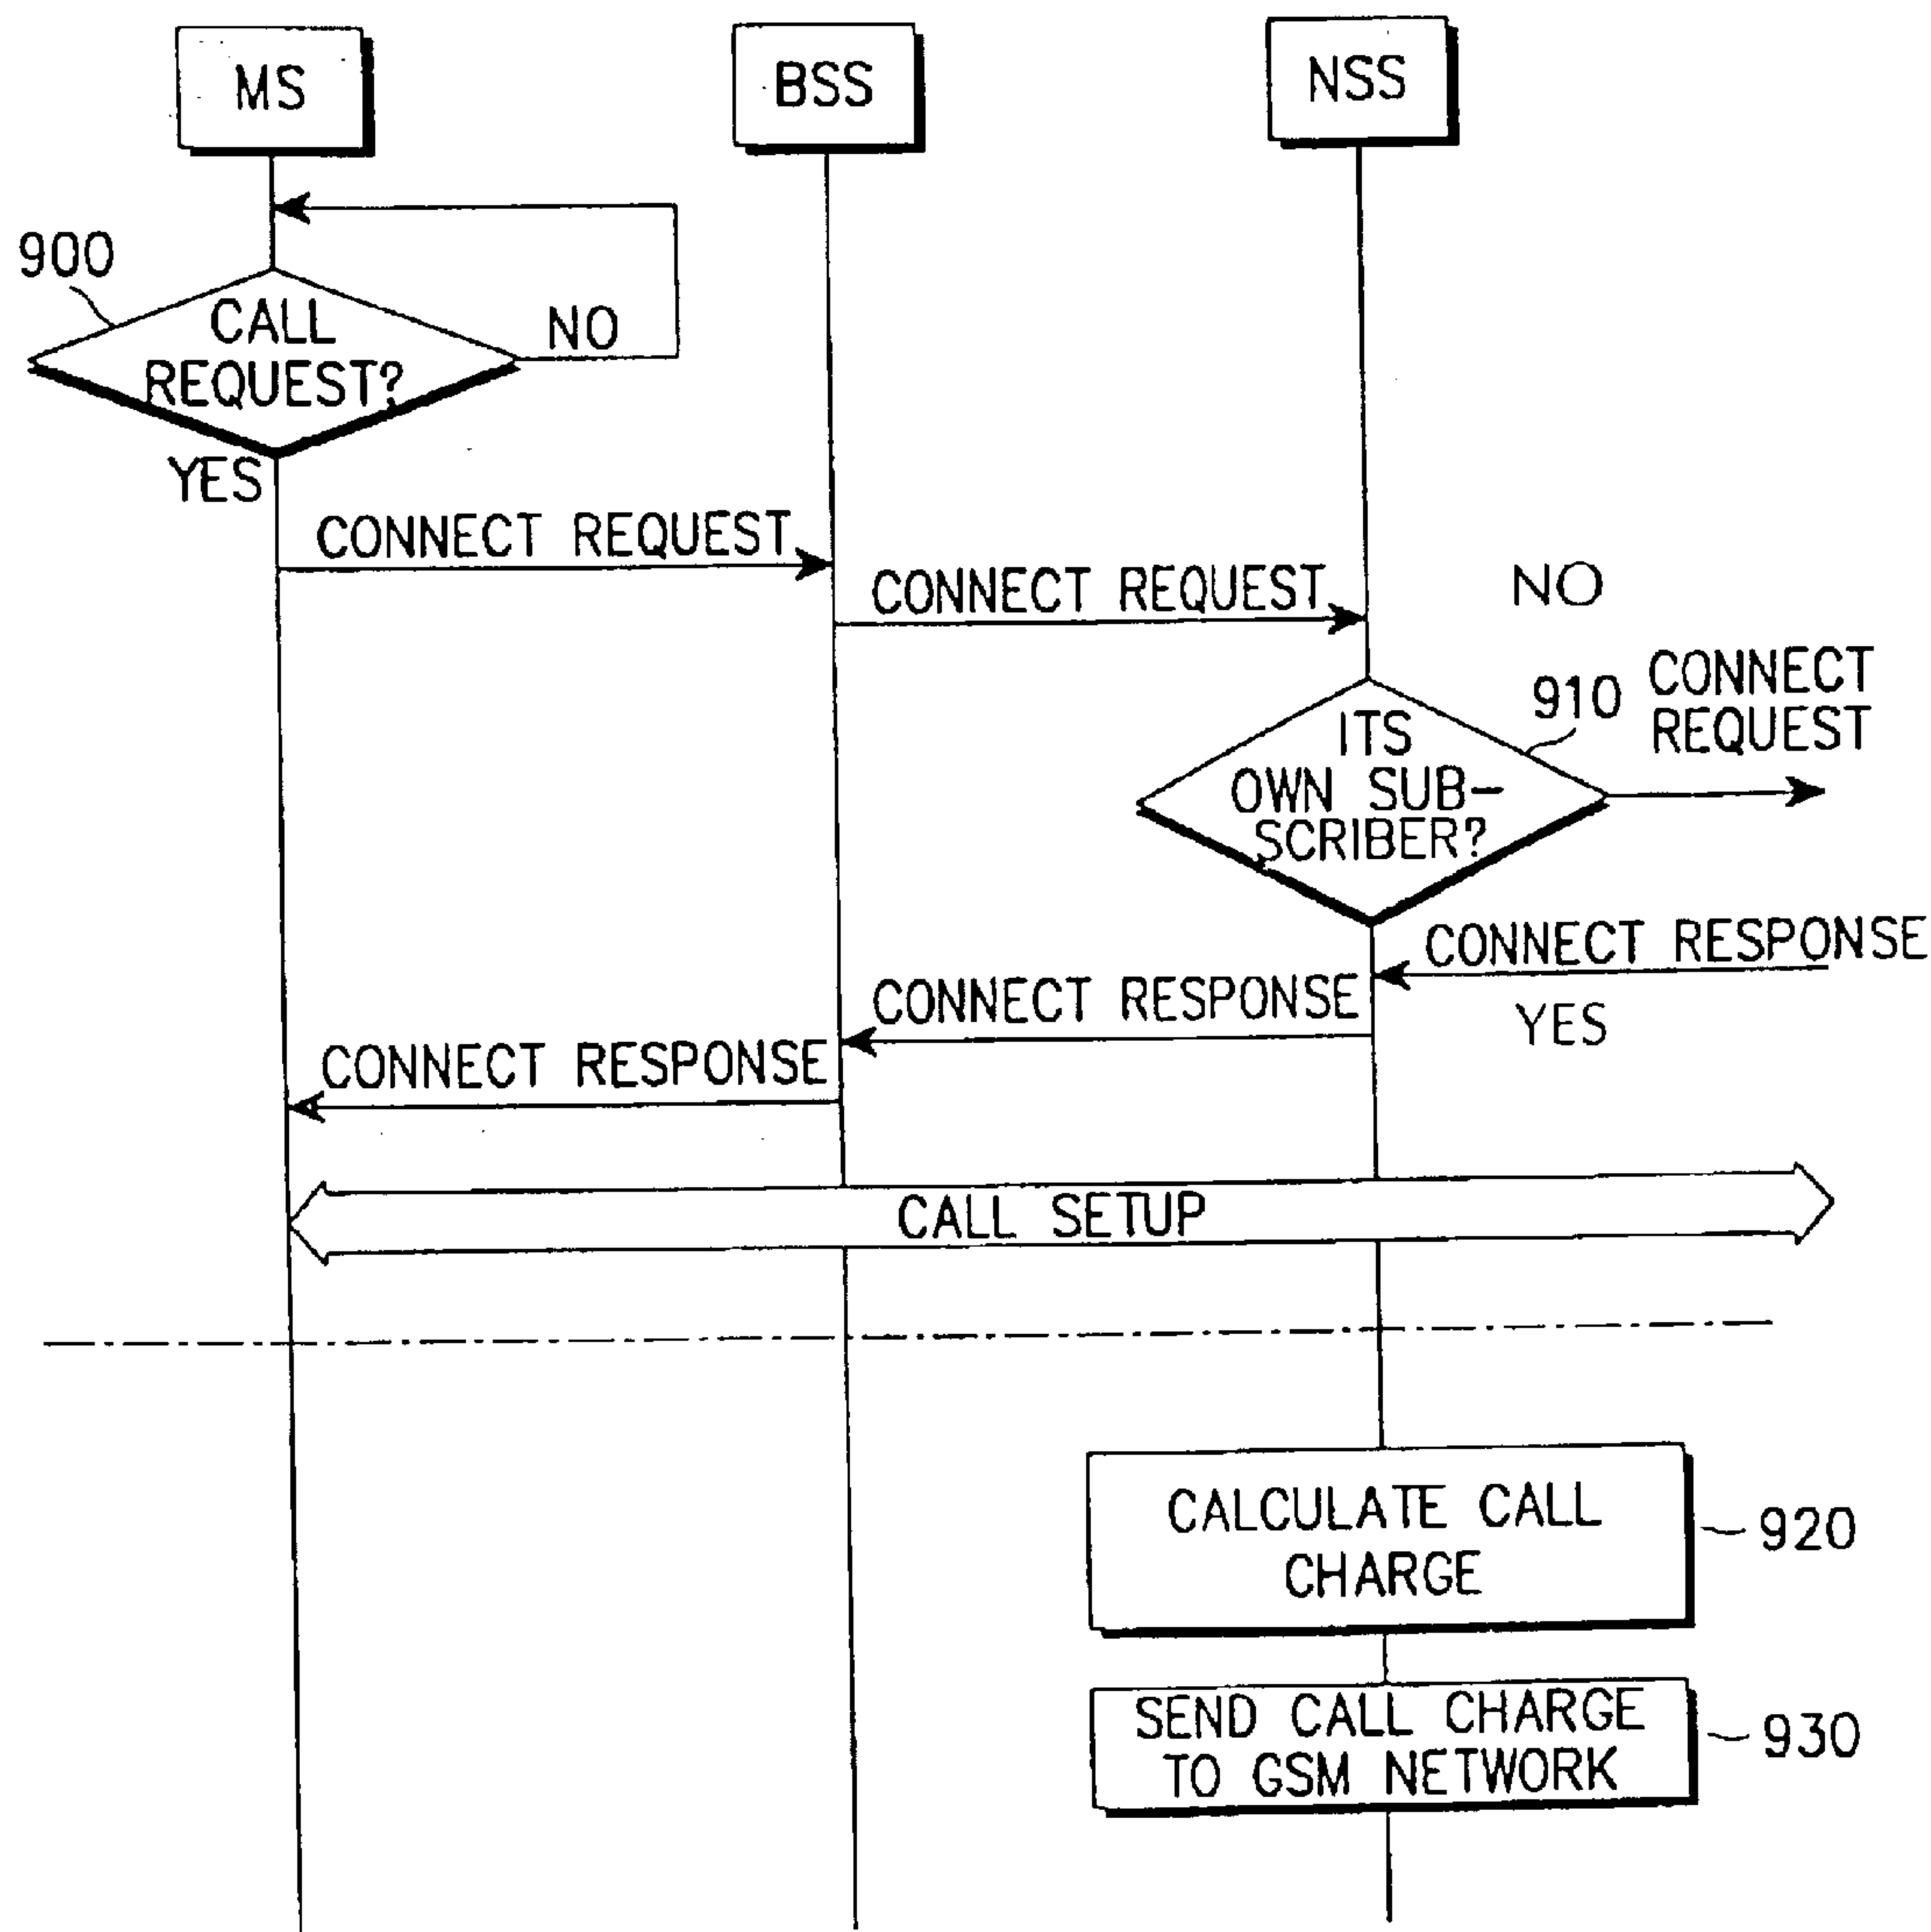 MS
BSS
NSS
900
CALL
REQUEST?
NO
YES
CONNECT REQUEST
CONNECT REQUEST
NO
CONNECT
REQUEST
910
ITS
OWN SUB-
SCRIBER?
CONNECT RESPONSE
CONNECT RESPONSE
YES
CONNECT RESPONSE
CALL SETUP
CALCULATE CALL
CHARGE
920
SEND CALL CHARGE
TO GSM NETWORK
930